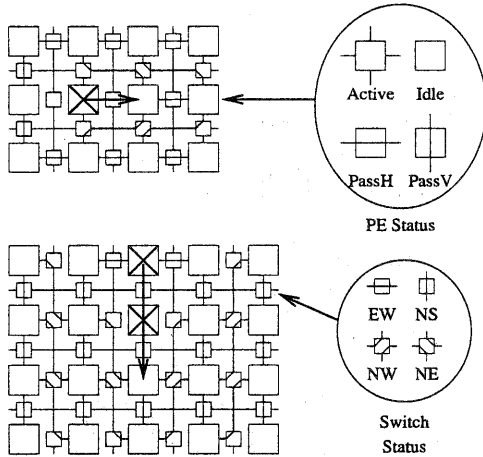 Active Idle
PassH PassV
PE Status
EW NS
NW NE
Switch
Status